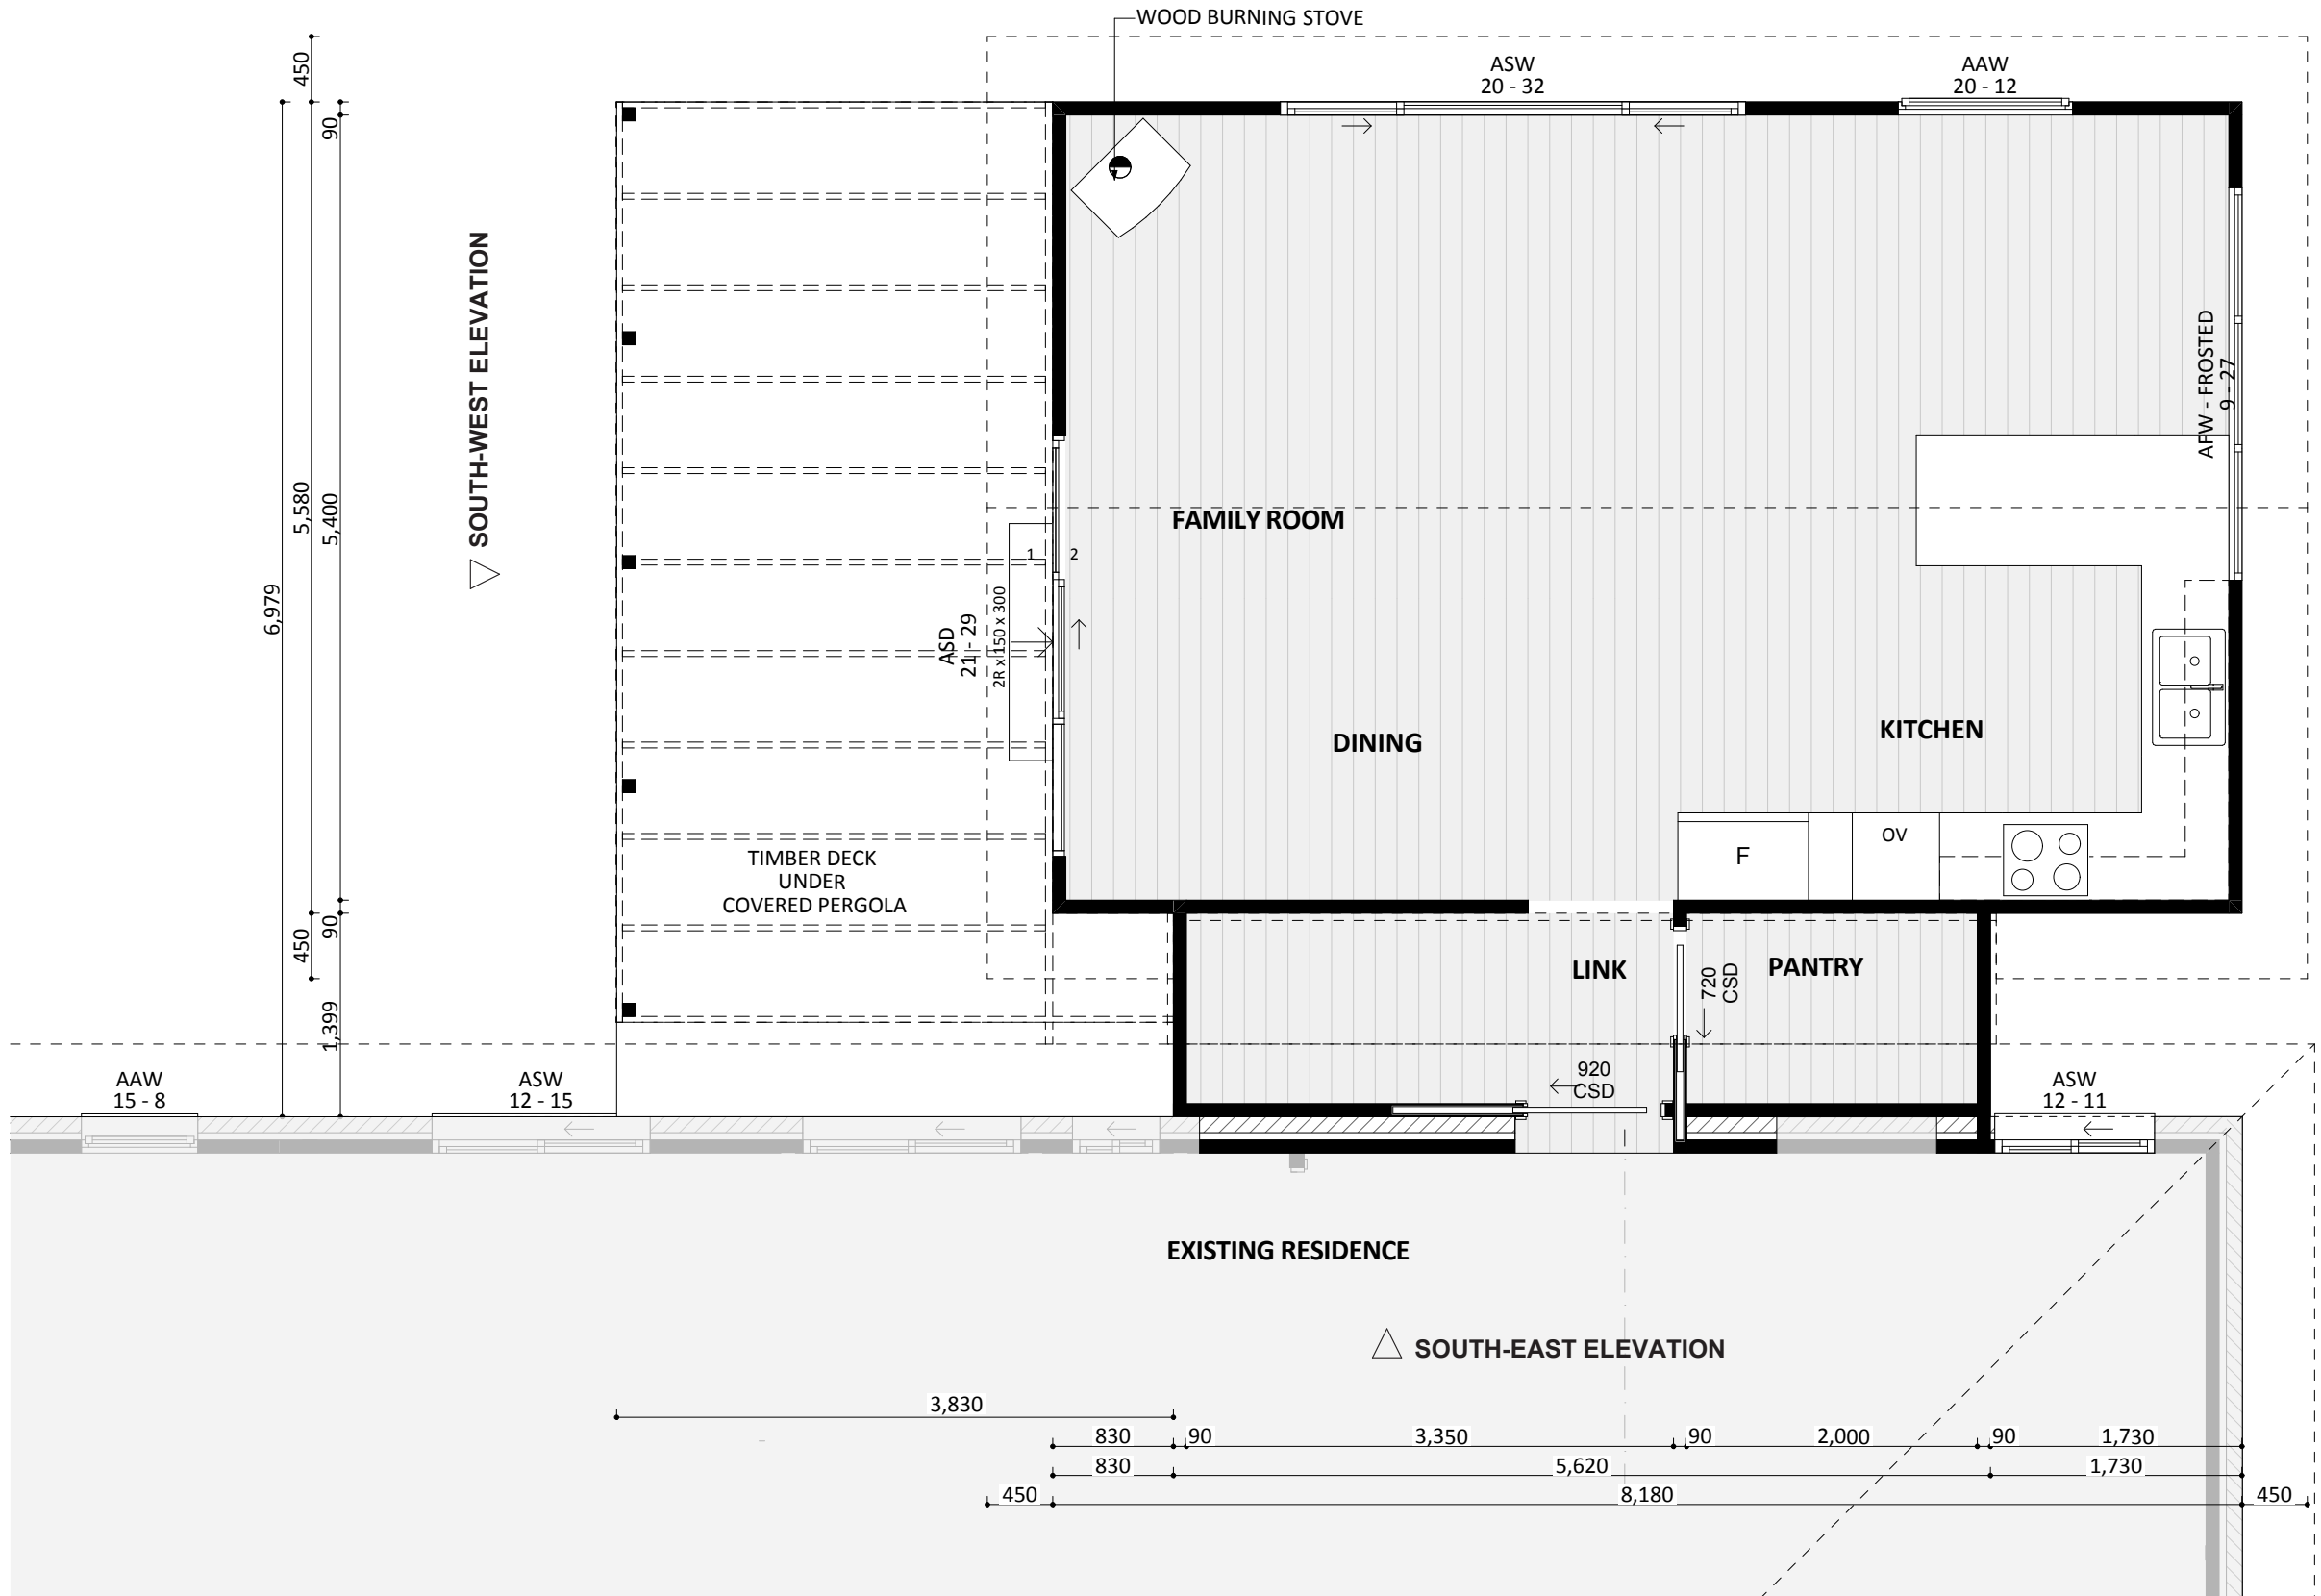 WOOD BURNING STOVE
450
ASW
20 - 32
AAW
20 - 12
90
SOUTH-WEST ELEVATION
AFW - FROSTED
9 - 27
5,580
5,400
6,979
FAMILY ROOM
1
2
ASD
21 - 29
2R x 150 x 300
DINING
KITCHEN
F
OV
TIMBER DECK
UNDER
COVERED PERGOLA
450
90
1,399
LINK
PANTRY
720
CSD
920
CSD
AAW
15 - 8
ASW
12 - 15
ASW
12 - 11
EXISTING RESIDENCE
SOUTH-EAST ELEVATION
3,830
830
90
3,350
90
2,000
90
1,730
830
5,620
1,730
450
8,180
450